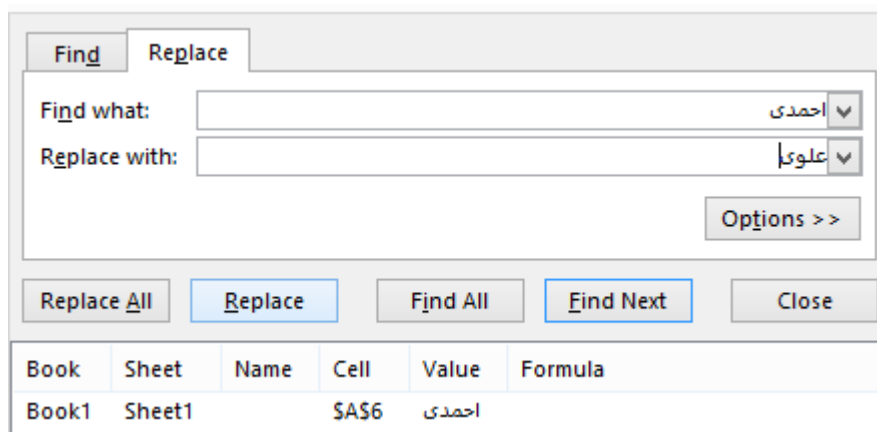 Find Replace
Find what: احمدی
Replace with: علوی
Options >>
Replace All Replace Find All Find Next Close
Book Sheet Name Cell Value Formula
Book1 Sheet1 $A$6 احمدی